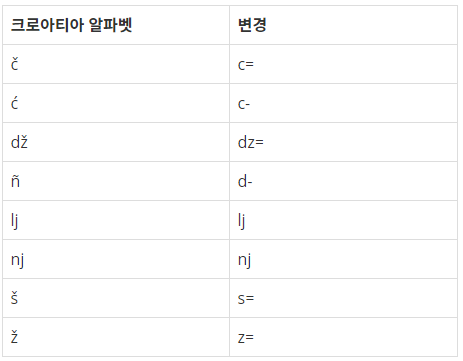 크로아티아 알파벳 변경
č c=
ć c-
dž dz=
ñ d-
lj lj
nj nj
š s=
ž z=